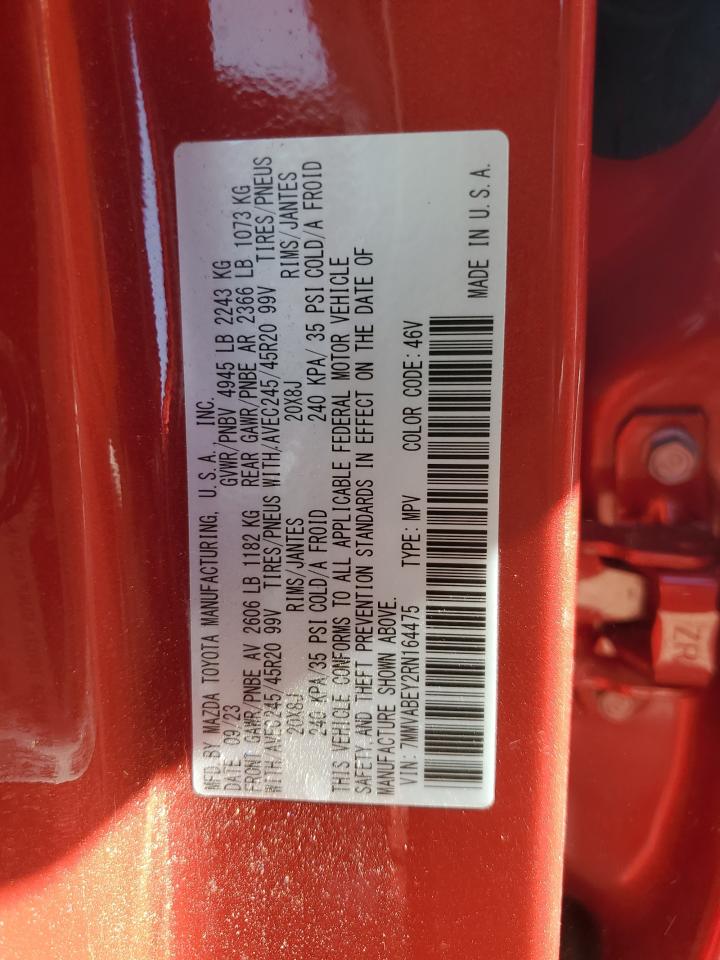 MFD.BY MAZDA TOYOTA MANUFACTURING, U.S.A. INC.
DATE 09/23 GVWR/PNBV 4945 LB 2243 KG
FRONT GAWR/PNBE AV 2606 LB 1182 KG REAR GAWR/PNBE AR 2366 LB 1073 KG
WITH/AVEC245/45R20 99V TIRES/PNEUS WITH/AVEC245/45R20 99V TIRES/PNEUS
20X8J RIMS/JANTES 20X8J RIMS/JANTES
240 KPA/35 PSI COLD/A FROID 240 KPA/ 35 PSI COLD/A FROID
THIS VEHICLE CONFORMS TO ALL APPLICABLE FEDERAL MOTOR VEHICLE
SAFETY,AND THEFT PREVENTION STANDARDS IN EFFECT ON THE DATE OF
MANUFACTURE SHOWN ABOVE.
VIN: 7MMVABEY2RN164475 TYPE: MPV COLOR CODE: 46V
MADE IN U.S.A.
ZR